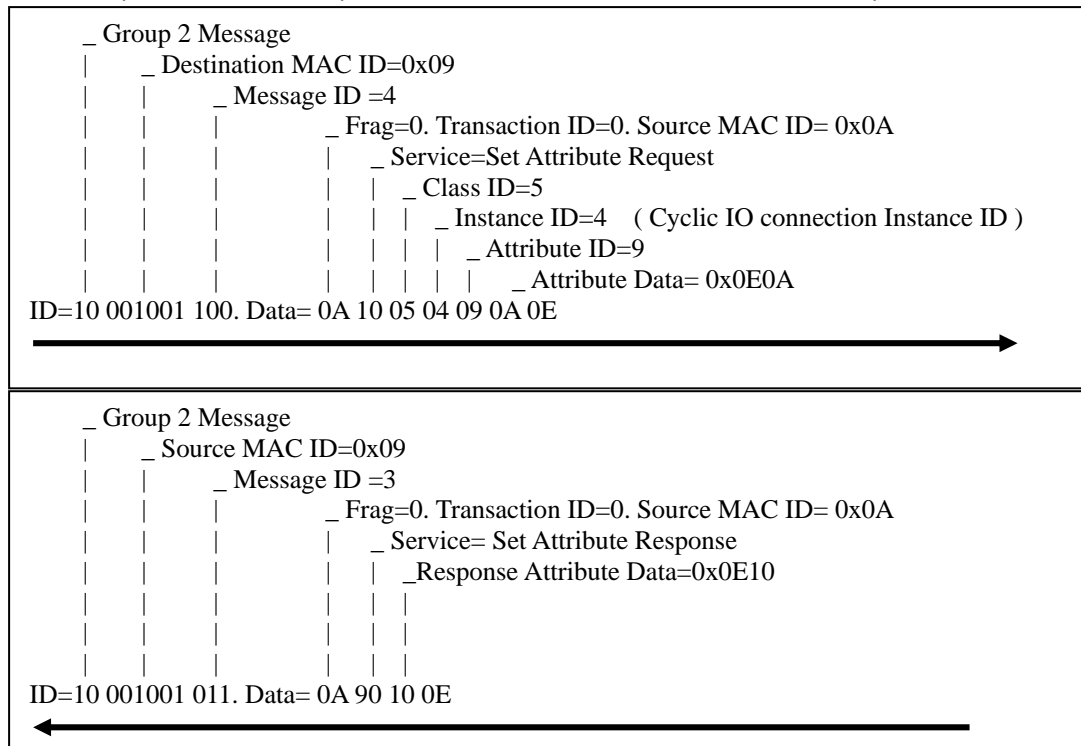 _ Group 2 Message
_ Destination MAC ID=0x09
_ Message ID =4
_ Frag=0. Transaction ID=0. Source MAC ID= 0x0A
_ Service=Set Attribute Request
_ Class ID=5
_ Instance ID=4 ( Cyclic IO connection Instance ID )
_ Attribute ID=9
_ Attribute Data= 0x0E0A
ID=10 001001 100. Data= 0A 10 05 04 09 0A 0E
_ Group 2 Message
_ Source MAC ID=0x09
_ Message ID =3
_ Frag=0. Transaction ID=0. Source MAC ID= 0x0A
_ Service= Set Attribute Response
_Response Attribute Data=0x0E10
ID=10 001001 011. Data= 0A 90 10 0E